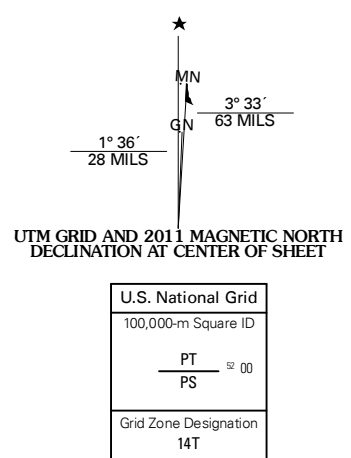 ★
MN
3° 33´
63 MILS
GN
1° 36´
28 MILS
UTM GRID AND 2011 MAGNETIC NORTH
DECLINATION AT CENTER OF SHEET
U.S. National Grid
100,000-m Square ID
PT
52 00
PS
Grid Zone Designation
14T